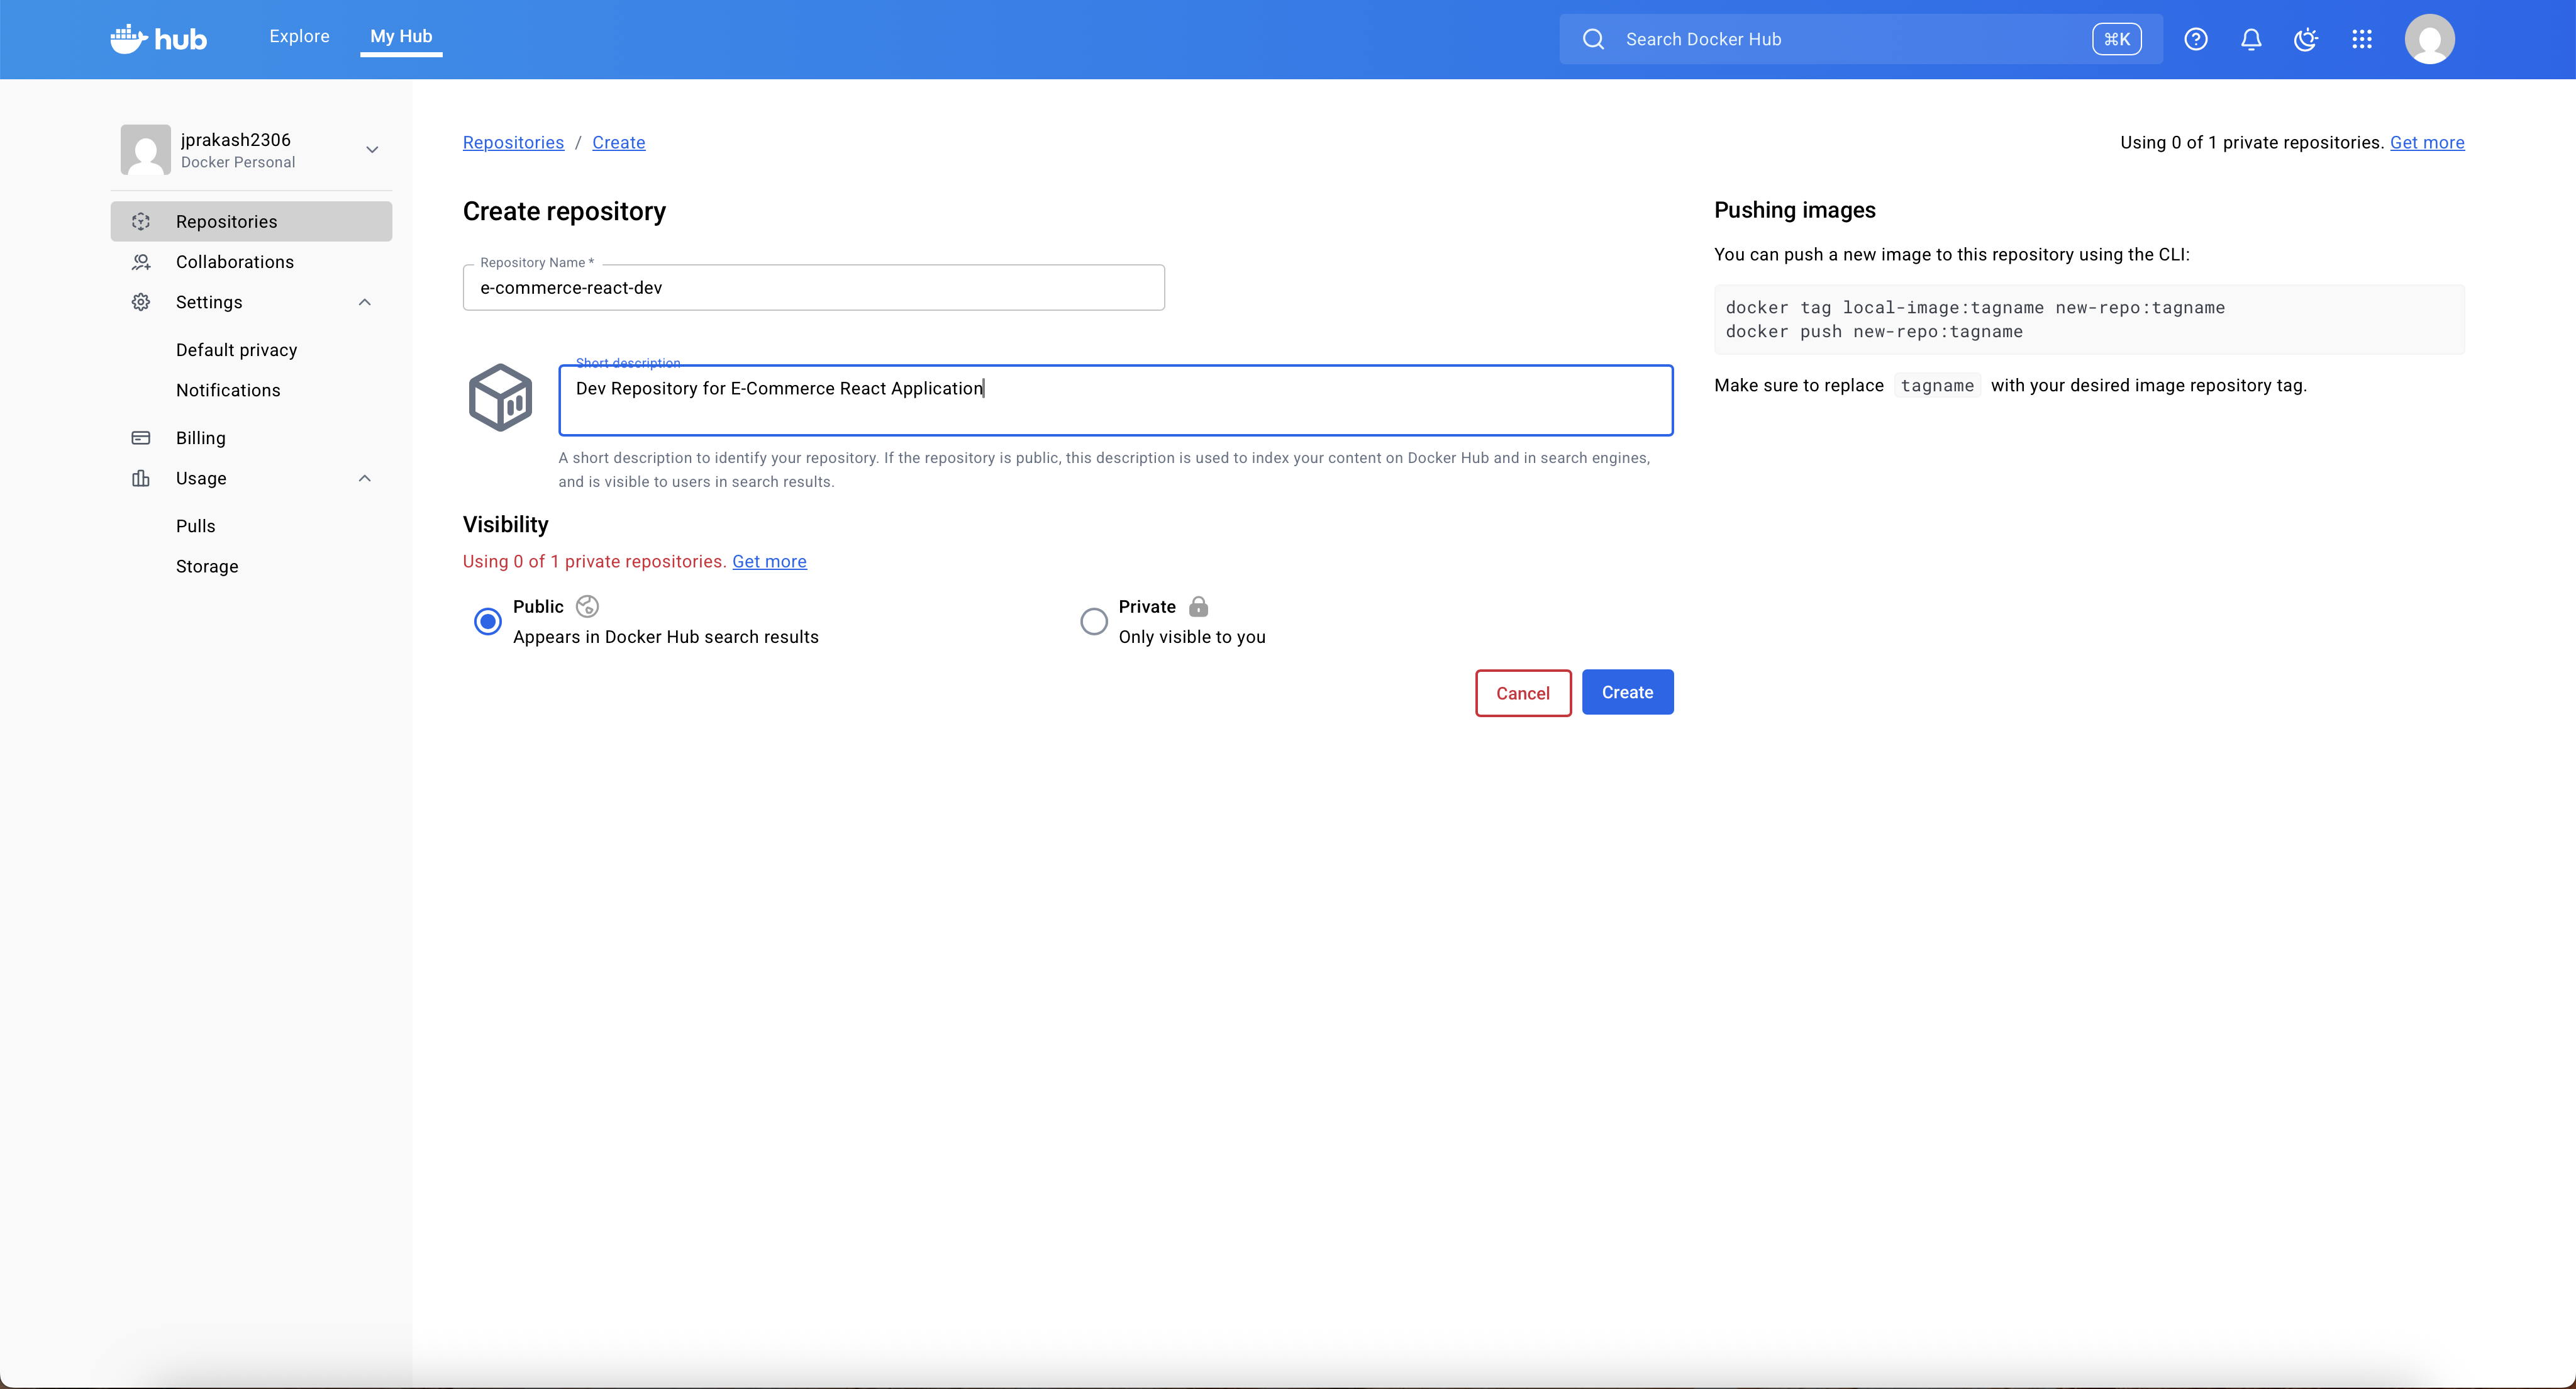 hub
Explore
My Hub
Search Docker Hub
⌘K
jprakash2306
Docker Personal
Repositories
Collaborations
Settings
Default privacy
Notifications
Billing
Usage
Pulls
Storage
Repositories / Create
Using 0 of 1 private repositories. Get more
Create repository
Repository Name *
e-commerce-react-dev
Short description
Dev Repository for E-Commerce React Application
A short description to identify your repository. If the repository is public, this description is used to index your content on Docker Hub and in search engines,
and is visible to users in search results.
Visibility
Using 0 of 1 private repositories. Get more
Public
Appears in Docker Hub search results
Private
Only visible to you
Cancel
Create
Pushing images
You can push a new image to this repository using the CLI:
docker tag local-image:tagname new-repo:tagname
docker push new-repo:tagname
Make sure to replace tagname with your desired image repository tag.